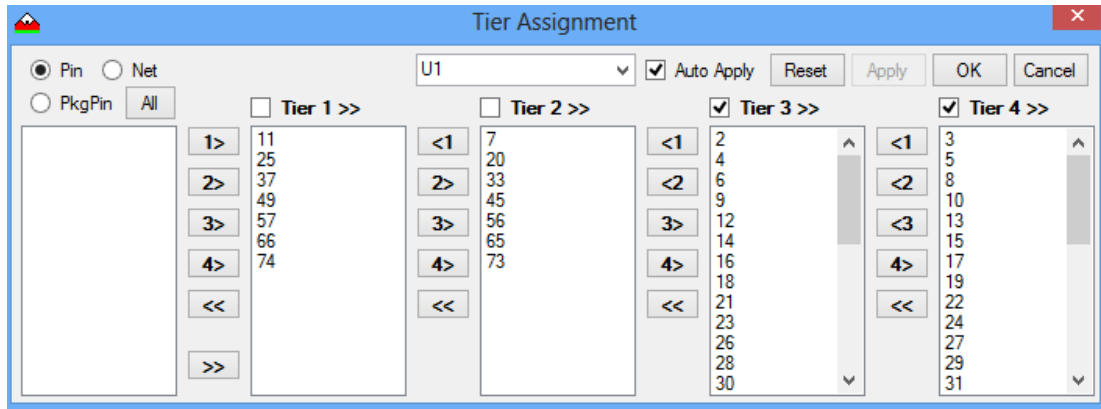 Tier Assignment
Pin Net U1 Auto Apply Reset Apply OK Cancel
PkgPin All Tier 1 >> Tier 2 >> Tier 3 >> Tier 4 >>
1> 11 <1 7 <1 2 <1 3
25 20 4 5
2> 37 2> 33 <2 6 <2 8
49 45 9 10
3> 57 3> 56 3> 12 <3 13
66 65 14 15
4> 74 4> 73 4> 16 4> 17
18 19
<< << << 21 << 22
23 24
26 27
>> 28 29
30 31